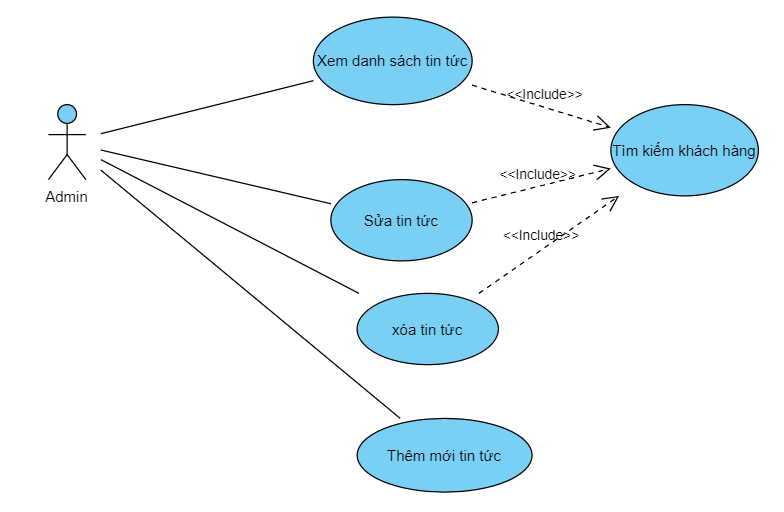 Xem danh sách tin tức
<<Include>>
Tìm kiếm khách hàng
<<Include>>
Admin
Sửa tin tức
<<Include>>
xóa tin tức
Thêm mới tin tức